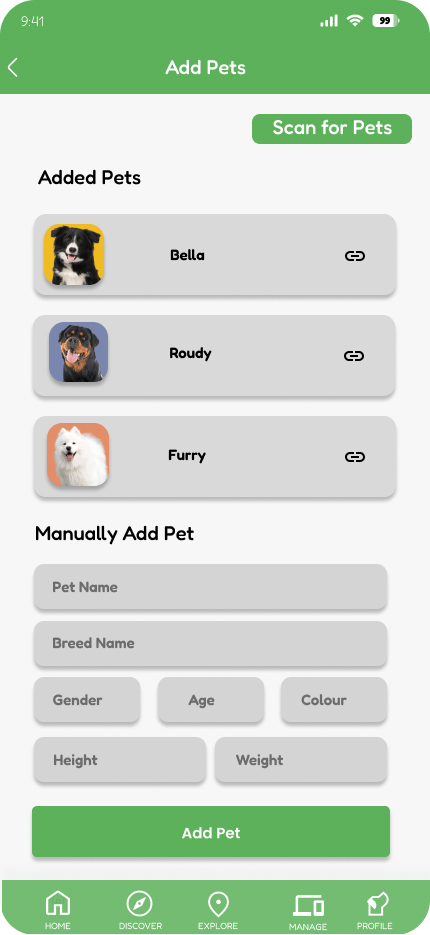 9:41 99
Add Pets
Scan for Pets
Added Pets
Bella
Roudy
Furry
Manually Add Pet
Pet Name
Breed Name
Gender Age Colour
Height Weight
Add Pet
HOME DISCOVER EXPLORE MANAGE PROFILE